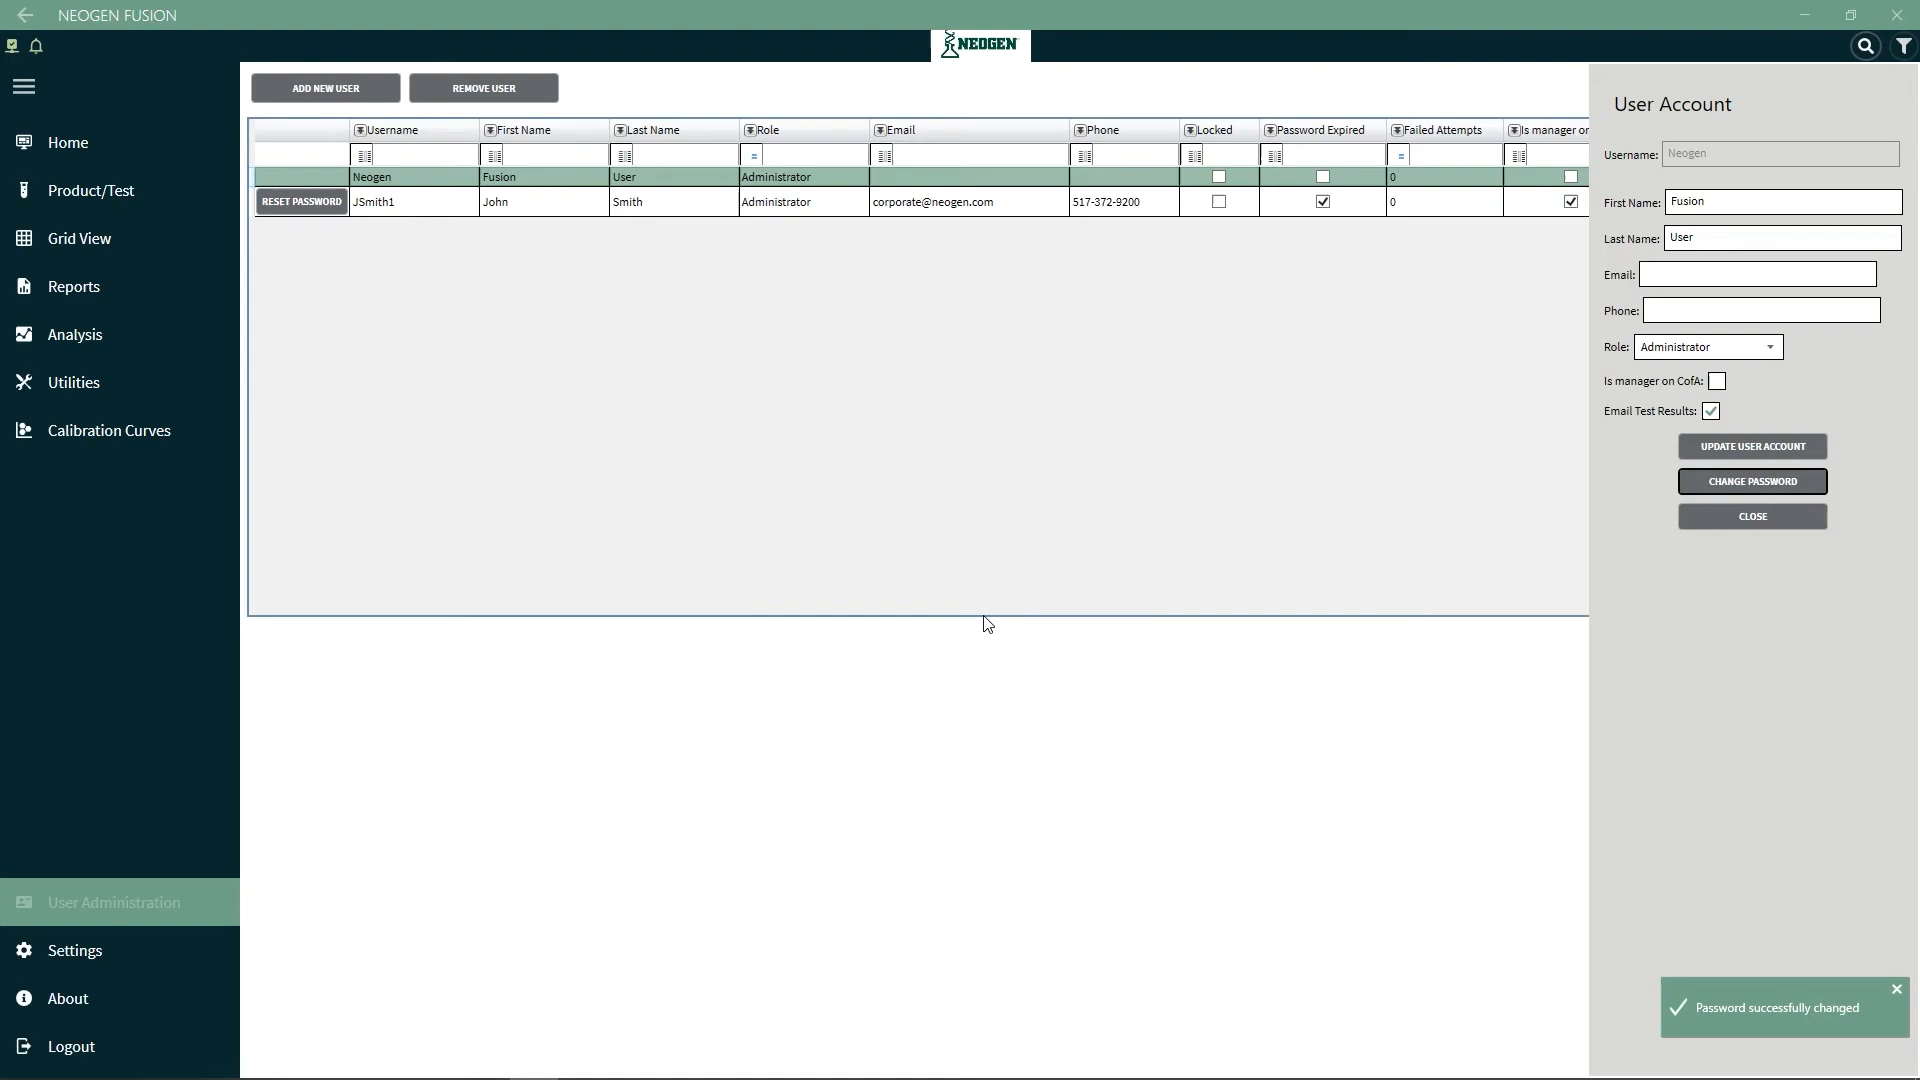 NEOGEN FUSION
NEOGEN
Home
Product/Test
Grid View
Reports
Analysis
Utilities
Calibration Curves
User Administration
Settings
About
Logout
ADD NEW USER REMOVE USER
Username First Name Last Name Role Email Phone Locked Password Expired Failed Attempts Is manager or
= =
Neogen Fusion User Administrator 0
RESET PASSWORD JSmith1 John Smith Administrator corporate@neogen.com 517-372-9200 0
User Account
Username: Neogen
First Name: Fusion
Last Name: User
Email:
Phone:
Role: Administrator
Is manager on CofA:
Email Test Results:
UPDATE USER ACCOUNT
CHANGE PASSWORD
CLOSE
Password successfully changed